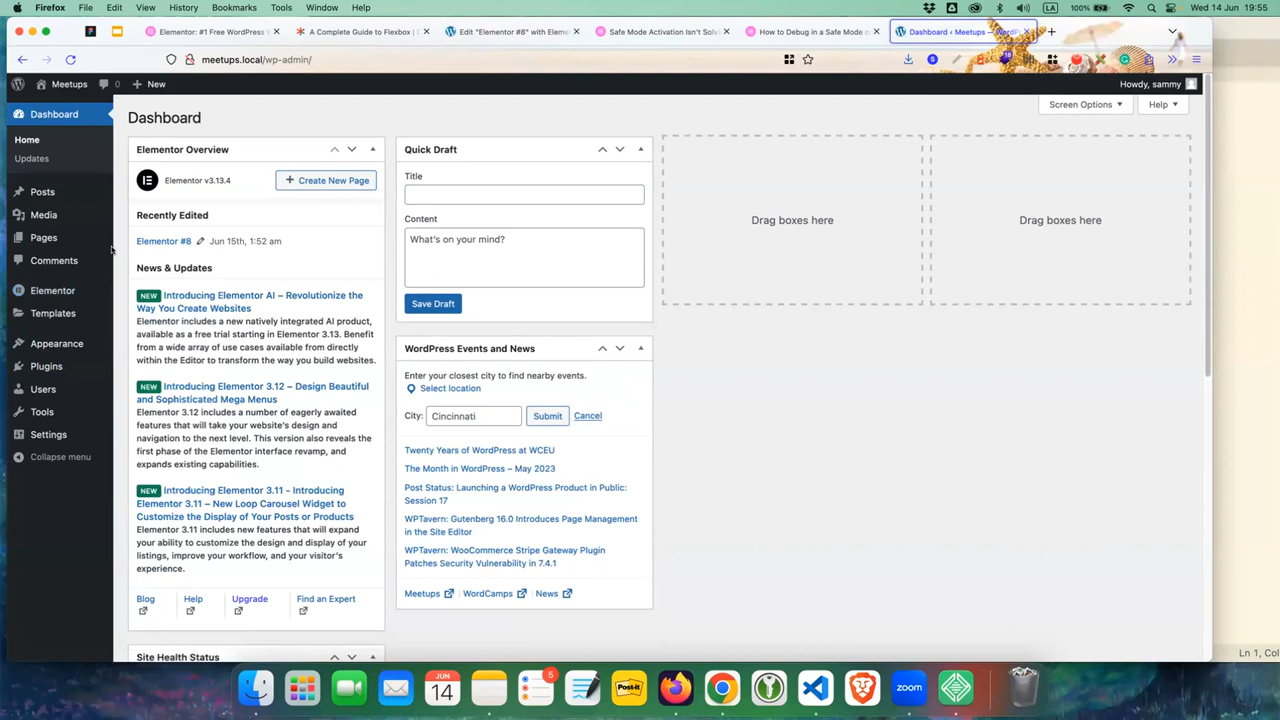 Firefox File Edit View History Bookmarks Tools Window Help LA 100% Wed 14 Jun 19:55
Elementor: #1 Free WordPress W
A Complete Guide to Flexbox | C
Edit "Elementor #8" with Elemen
Safe Mode Activation Isn't Solvi
How to Debug in a Safe Mode o
Dashboard ‹ Meetups — WordPr
meetups.local/wp-admin/
Meetups 0 New Howdy, sammy
Dashboard
Home
Updates
Posts
Media
Pages
Comments
Elementor
Templates
Appearance
Plugins
Users
Tools
Settings
Collapse menu
Screen Options Help
Dashboard
Elementor Overview
Elementor v3.13.4 Create New Page
Recently Edited
Elementor #8 Jun 15th, 1:52 am
News & Updates
NEW Introducing Elementor AI – Revolutionize the
Way You Create Websites
Elementor includes a new natively integrated AI product,
available as a free trial starting in Elementor 3.13. Benefit
from a wide array of use cases available from directly
within the Editor to transform the way you build websites.
NEW Introducing Elementor 3.12 – Design Beautiful
and Sophisticated Mega Menus
Elementor 3.12 includes a number of eagerly awaited
features that will take your website's design and
navigation to the next level. This version also reveals the
first phase of the Elementor interface revamp, and
expands existing capabilities.
NEW Introducing Elementor 3.11 - Introducing
Elementor 3.11 – New Loop Carousel Widget to
Customize the Display of Your Posts or Products
Elementor 3.11 includes new features that will expand
your ability to customize the design and display of your
listings, improve your workflow, and your visitor's
experience.
Blog Help Upgrade Find an Expert
Site Health Status
Quick Draft
Title
Content
What's on your mind?
Save Draft
WordPress Events and News
Enter your closest city to find nearby events.
Select location
City: Cincinnati Submit Cancel
Twenty Years of WordPress at WCEU
The Month in WordPress – May 2023
Post Status: Launching a WordPress Product in Public:
Session 17
WPTavern: Gutenberg 16.0 Introduces Page Management
in the Site Editor
WPTavern: WooCommerce Stripe Gateway Plugin
Patches Security Vulnerability in 7.4.1
Meetups WordCamps News
Drag boxes here
Drag boxes here
Ln 1, Col
JUN
14
Post-it
5
zoom